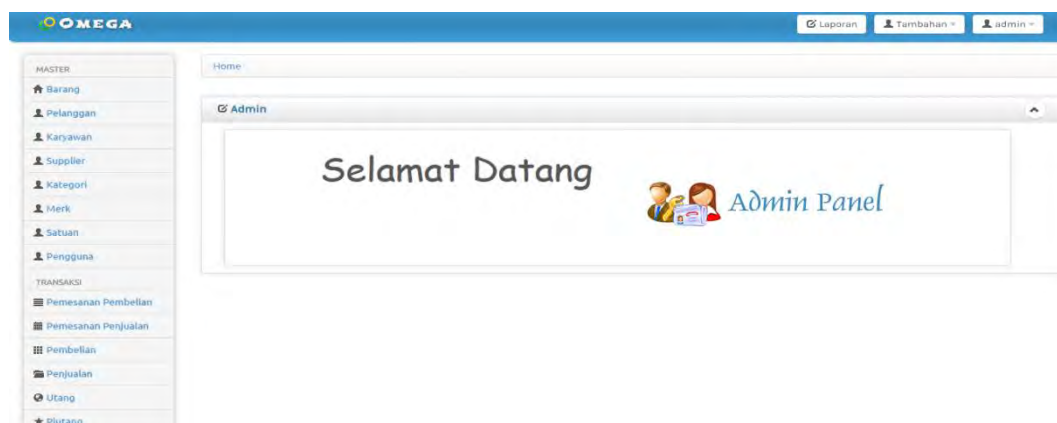 OMEGA
Laporan
Tambahan
admin
MASTER
Barang
Pelanggan
Karyawan
Supplier
Kategori
Merk
Satuan
Pengguna
TRANSAKSI
Pemesanan Pembelian
Pemesanan Penjualan
Pembelian
Penjualan
Utang
Piutang
Home
Admin
Selamat Datang
Admin Panel